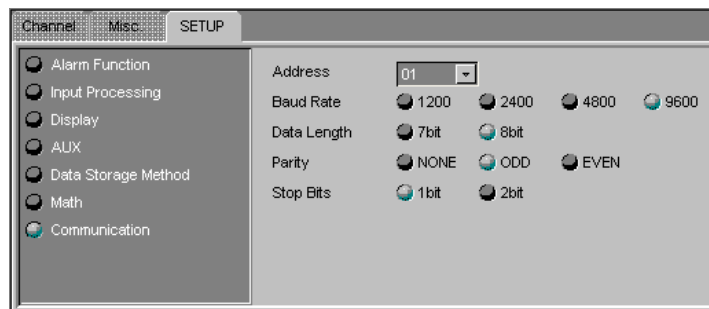 Channel Misc. SETUP
Alarm Function
Input Processing
Display
AUX
Data Storage Method
Math
Communication
Address 01
Baud Rate 1200 2400 4800 9600
Data Length 7bit 8bit
Parity NONE ODD EVEN
Stop Bits 1bit 2bit